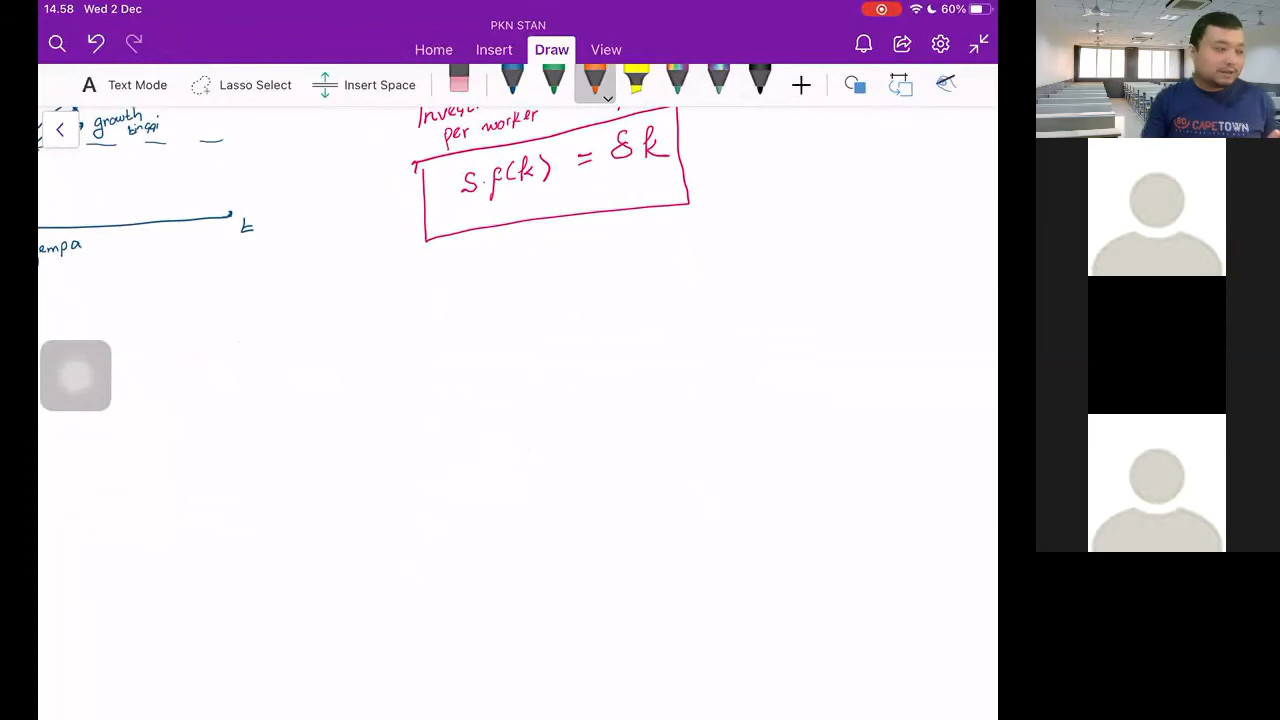 14.58 Wed 2 Dec
60%
PKN STAN
Home Insert Draw View
A Text Mode Lasso Select Insert Space
growth
tinggi
per worker
s.f(k) = δk
t
empa
CAPETOWN